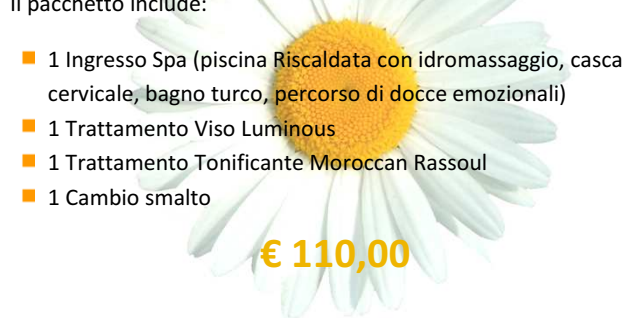 Il pacchetto include:
1 Ingresso Spa (piscina Riscaldata con idromassaggio, casca
cervicale, bagno turco, percorso di docce emozionali)
1 Trattamento Viso Luminous
1 Trattamento Tonificante Moroccan Rassoul
1 Cambio smalto
€ 110,00